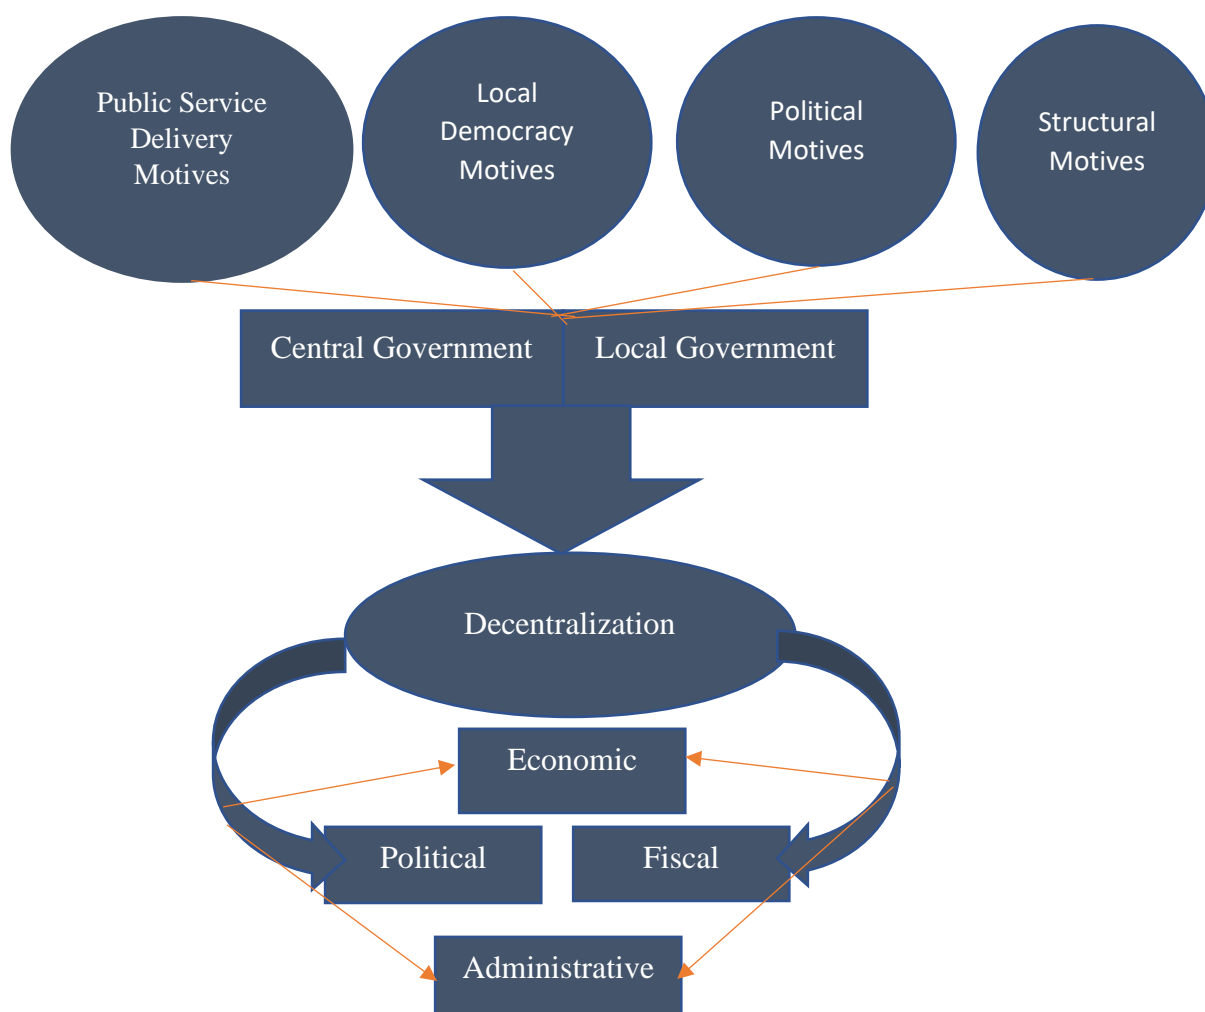 Public Service
Delivery
Motives
Local
Democracy
Motives
Political
Motives
Structural
Motives
Central Government
Local Government
Decentralization
Economic
Political
Fiscal
Administrative